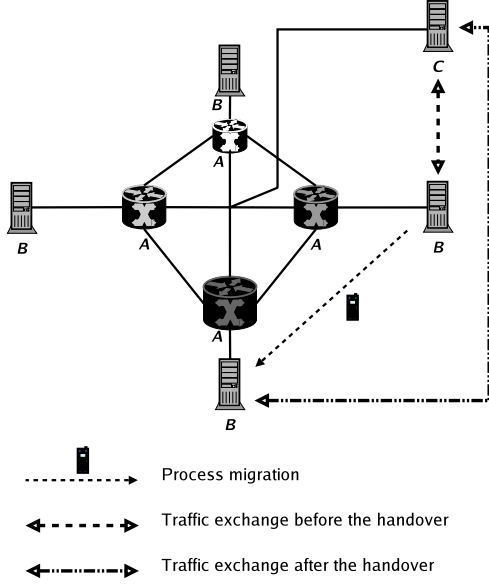 C
B
A
B
A
A
B
A
B
Process migration
Traffic exchange before the handover
Traffic exchange after the handover